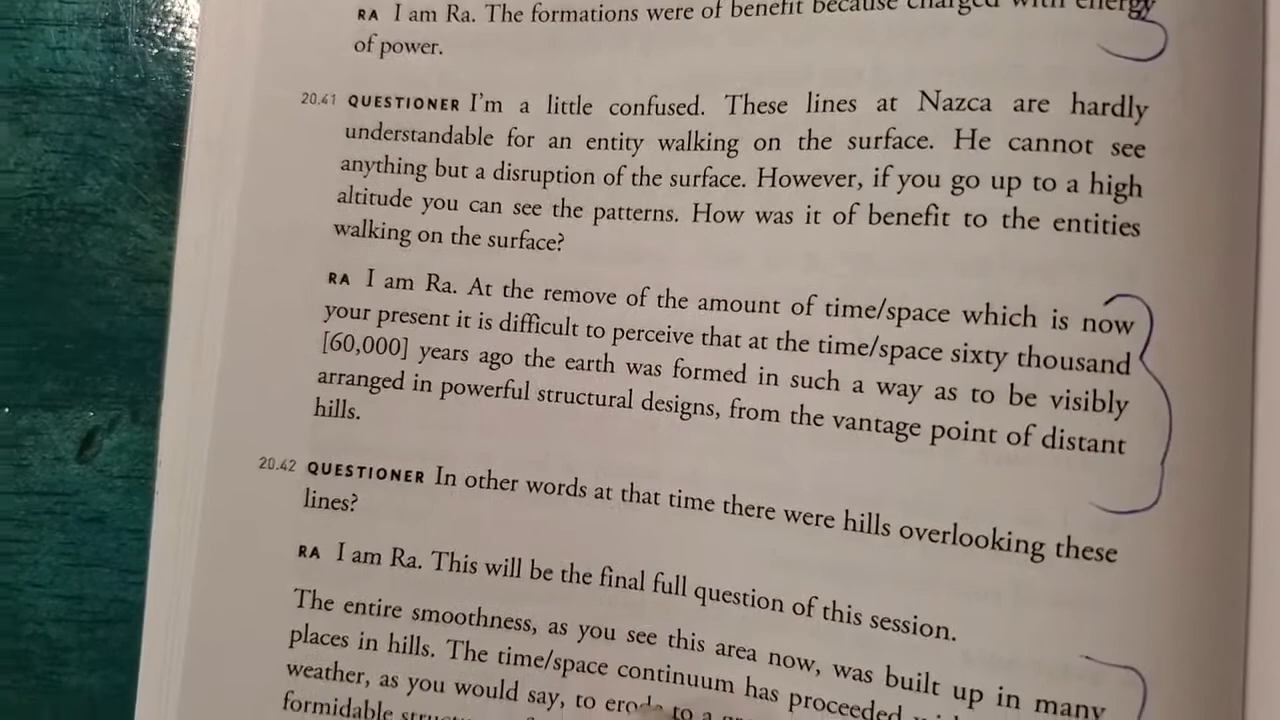 RA I am Ra. The formations were of benefit because charged with energy
of power.
20.41 QUESTIONER I'm a little confused. These lines at Nazca are hardly
understandable for an entity walking on the surface. He cannot see
anything but a disruption of the surface. However, if you go up to a high
altitude you can see the patterns. How was it of benefit to the entities
walking on the surface?
RA I am Ra. At the remove of the amount of time/space which is now
your present it is difficult to perceive that at the time/space sixty thousand
[60,000] years ago the earth was formed in such a way as to be visibly
arranged in powerful structural designs, from the vantage point of distant
hills.
20.42 QUESTIONER In other words at that time there were hills overlooking these
lines?
RA I am Ra. This will be the final full question of this session.
The entire smoothness, as you see this area now, was built up in many
places in hills. The time/space continuum has proceeded
weather, as you would say, to erode to a
formidable